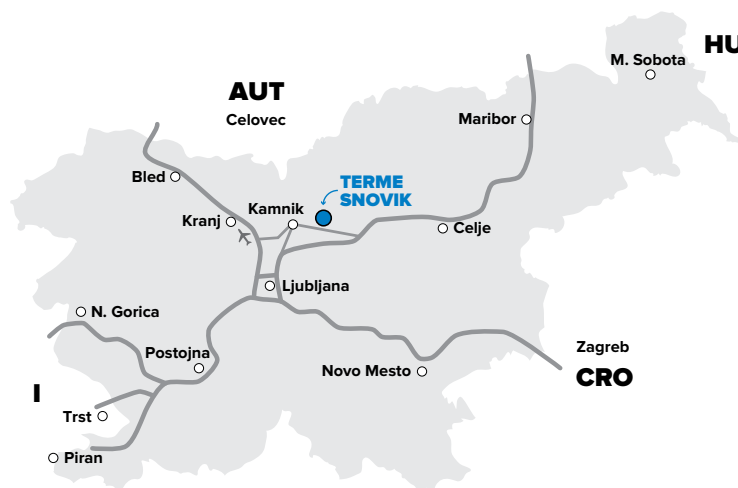 HU
M. Sobota
AUT
Celovec
Maribor
Bled
TERME
SNOVIK
Kamnik
Kranj
Celje
Ljubljana
N. Gorica
Postojna
Zagreb
Novo Mesto
CRO
I
Trst
Piran